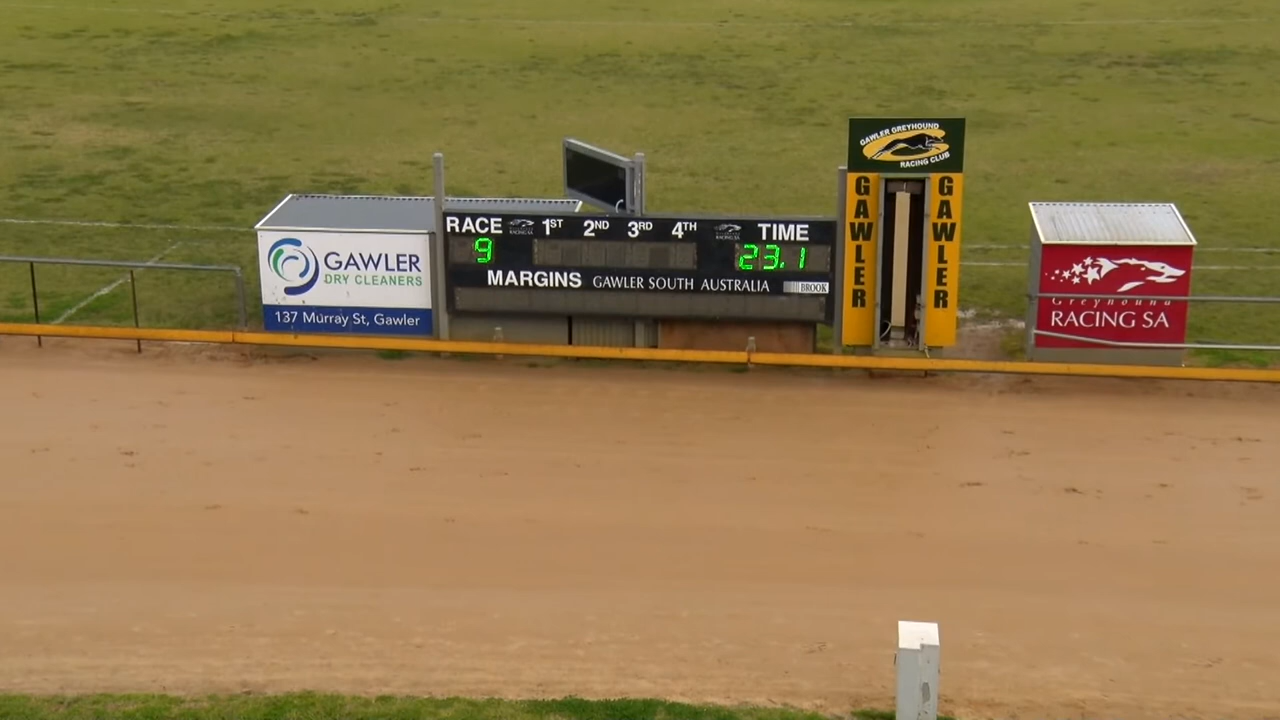 GAWLER GREYHOUND
RACING CLUB
GAWLER
GAWLER
RACE 1ST 2ND 3RD 4TH TIME
9 23.1
MARGINS GAWLER SOUTH AUSTRALIA BROOK
GAWLER
DRY CLEANERS
137 Murray St, Gawler
Greyhound
RACING SA